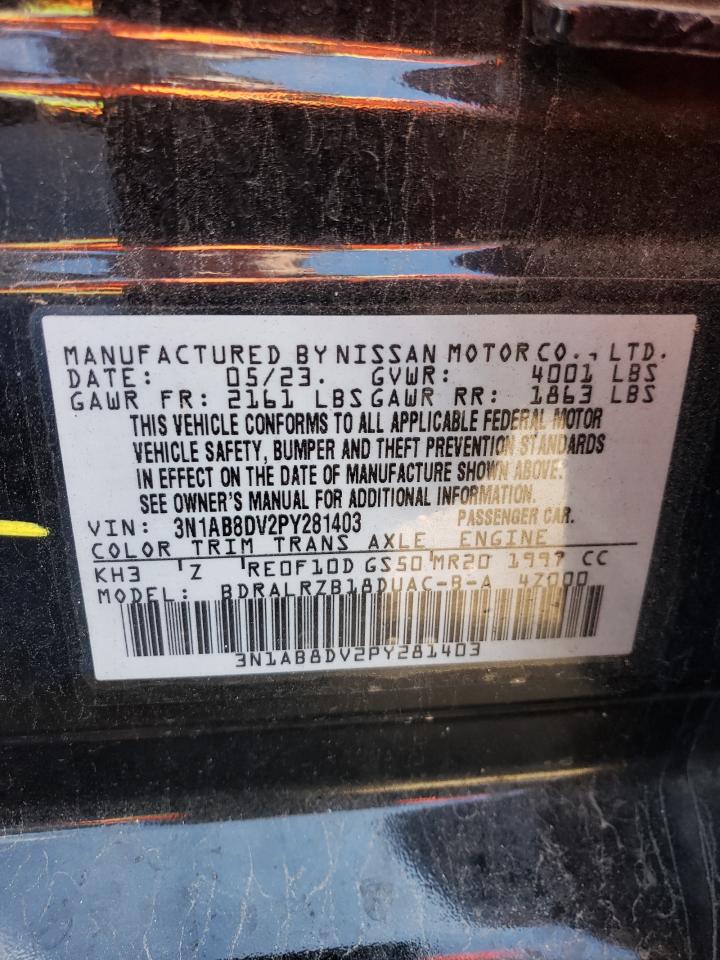 MANUFACTURED BY NISSAN MOTOR CO., LTD.
DATE: 05/23. GVWR: 4001 LBS
GAWR FR: 2161 LBS GAWR RR: 1863 LBS
THIS VEHICLE CONFORMS TO ALL APPLICABLE FEDERAL MOTOR
VEHICLE SAFETY, BUMPER AND THEFT PREVENTION STANDARDS
IN EFFECT ON THE DATE OF MANUFACTURE SHOWN ABOVE.
SEE OWNER'S MANUAL FOR ADDITIONAL INFORMATION.
VIN: 3N1AB8DV2PY281403 PASSENGER CAR.
COLOR TRIM TRANS AXLE ENGINE
KH3 Z RE0F10D GS50 MR20 1997 CC
MODEL: BDRALRZB18DUAC-B-A 4Z000
3N1AB8DV2PY281403